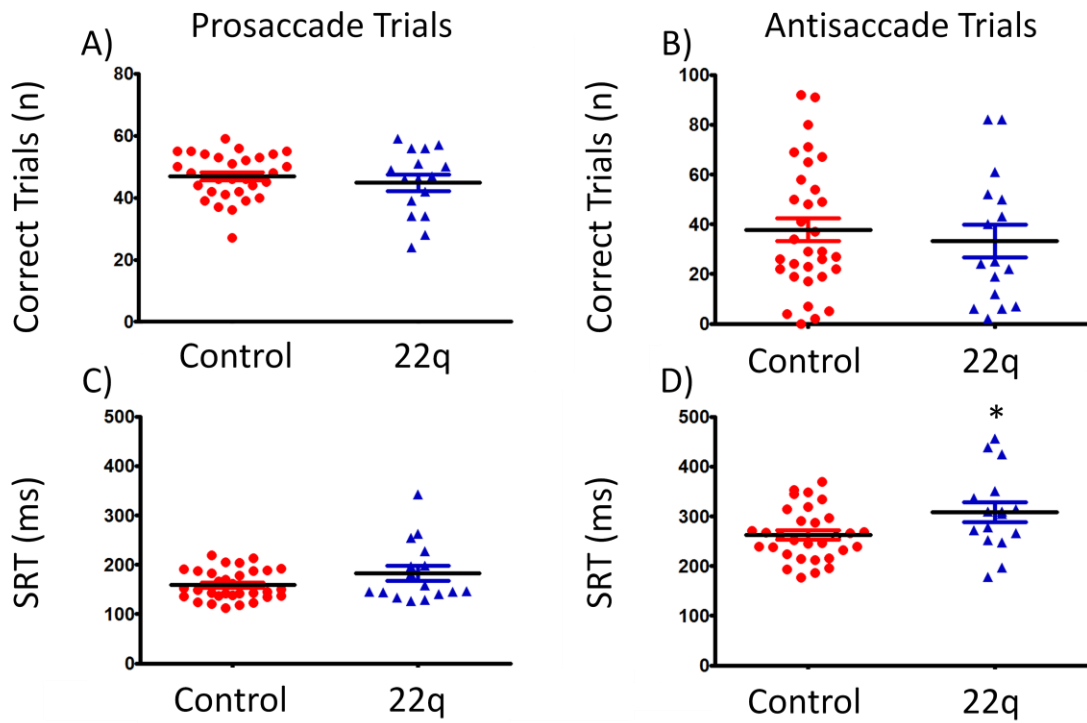 Prosaccade Trials
Antisaccade Trials
A)
B)
Correct Trials (n)
80
60
40
20
0
Control
22q
Correct Trials (n)
100
80
60
40
20
0
Control
22q
C)
D)
SRT (ms)
500
400
300
200
100
0
Control
22q
SRT (ms)
500
400
300
200
100
0
*
Control
22q